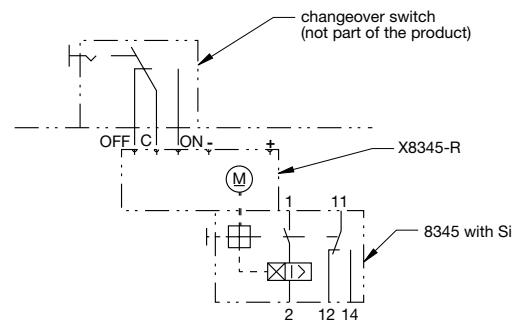 changeover switch
(not part of the product)
OFF C ON - +
X8345-R
M
1 11
8345 with Si
I>
2 12 14